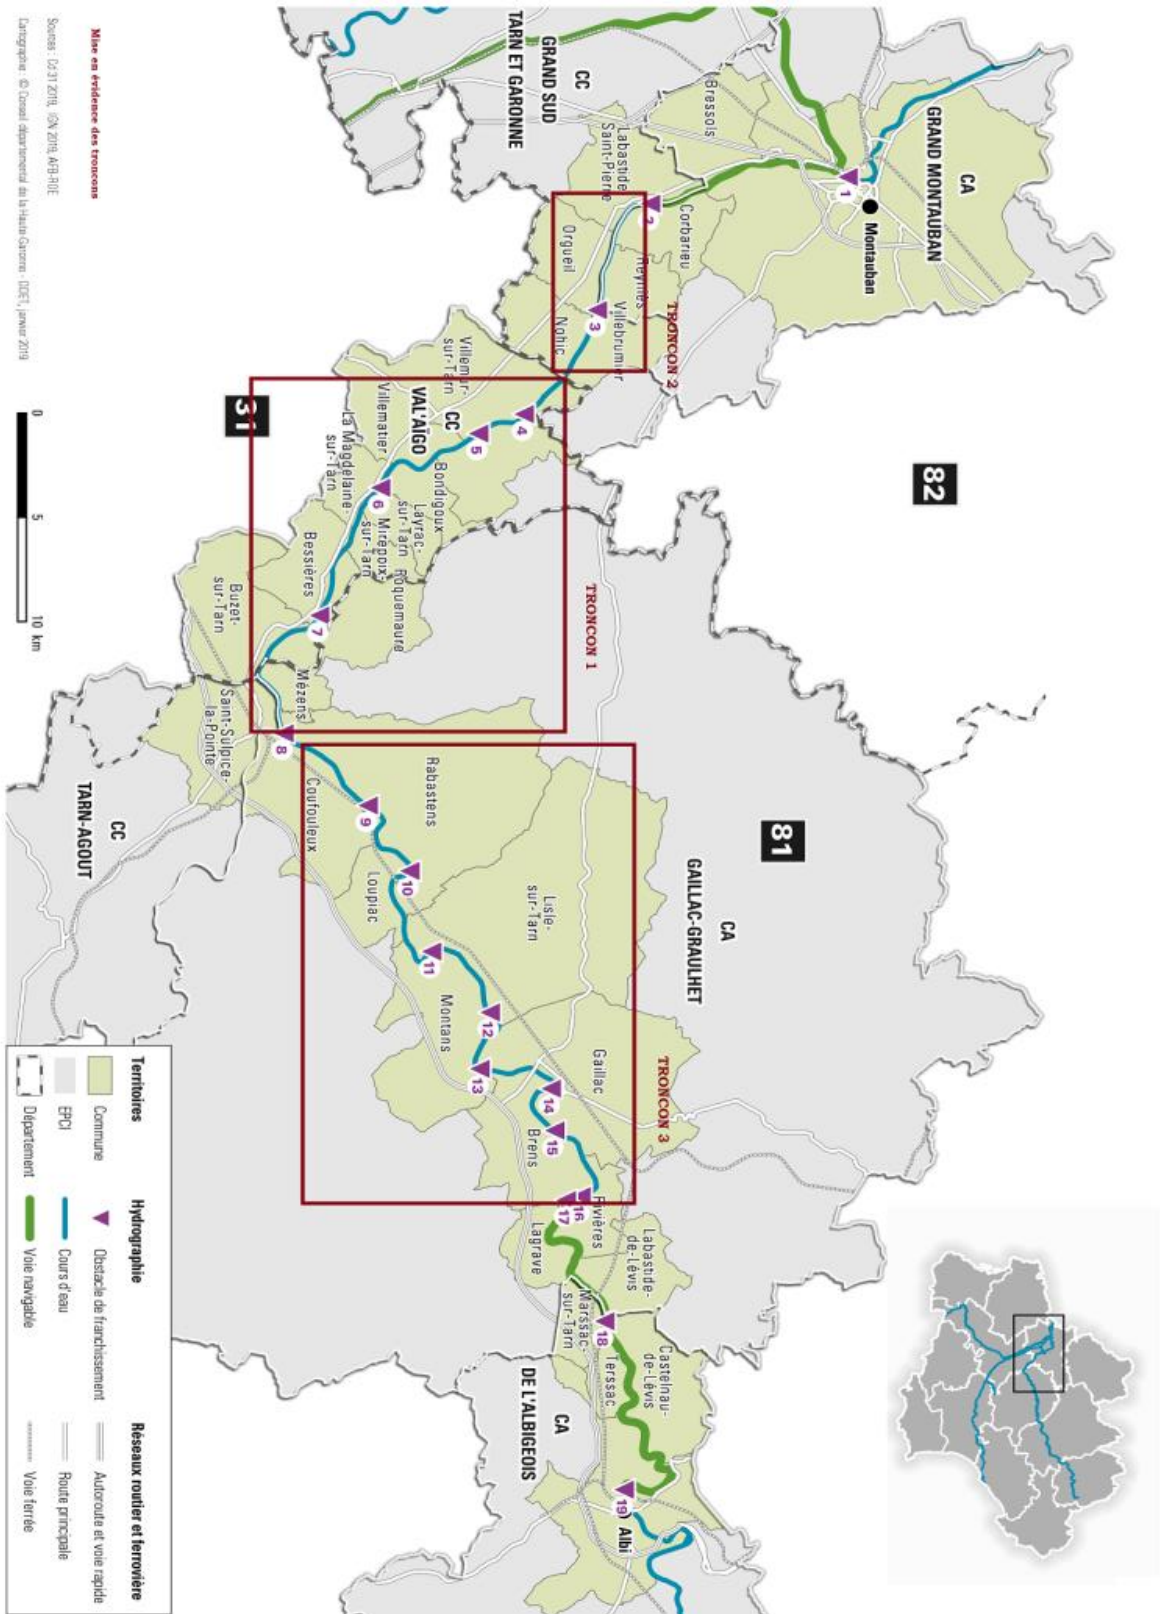 Mise en évidence des troncons
Sources : Cd 31 2019, IGN 2019, AFB-ROE
Cartographie : © Conseil départemental de la Haute-Garonne - DDET, janvier 2019
0
5
10 km
82
81
31
TRONCON 2
TRONCON 1
TRONCON 3
CA
GRAND MONTAUBAN
Montauban
CC
GRAND SUD
TARN ET GARONNE
Bressols
Labastide
Saint-Pierre
Corbarieu
Orgueil
Reyniès
Villebrumier
Nohic
Villemur-
sur-Tarn
CC
VAL'AÏGO
Villematier
La Magdelaine-
sur-Tarn
Bondigoux
Layrac-
sur-Tarn
Mirepoix-
sur-Tarn
Roquemaure
Bessières
Buzet-
sur-Tarn
Mézens
Saint-Sulpice-
la-Pointe
CC
TARN-AGOUT
Rabastens
Coufouleux
Loupiac
Lisle-
sur-Tarn
CA
GAILLAC-GRAULHET
Montans
Gaillac
Brens
Rivières
Lagrave
Labastide-
de-Lévis
Marssac-
sur-Tarn
Terssac
Castelnau-
de-Lévis
CA
DE L'ALBIGEOIS
Albi
1
2
3
4
5
6
7
8
9
10
11
12
13
14
15
16
17
18
19
Territoires
Commune
EPCI
Département
Hydrographie
Obstacle de franchissement
Cours d'eau
Voie navigable
Réseaux routier et ferrovière
Autoroute et voie rapide
Route principale
Voie ferrée